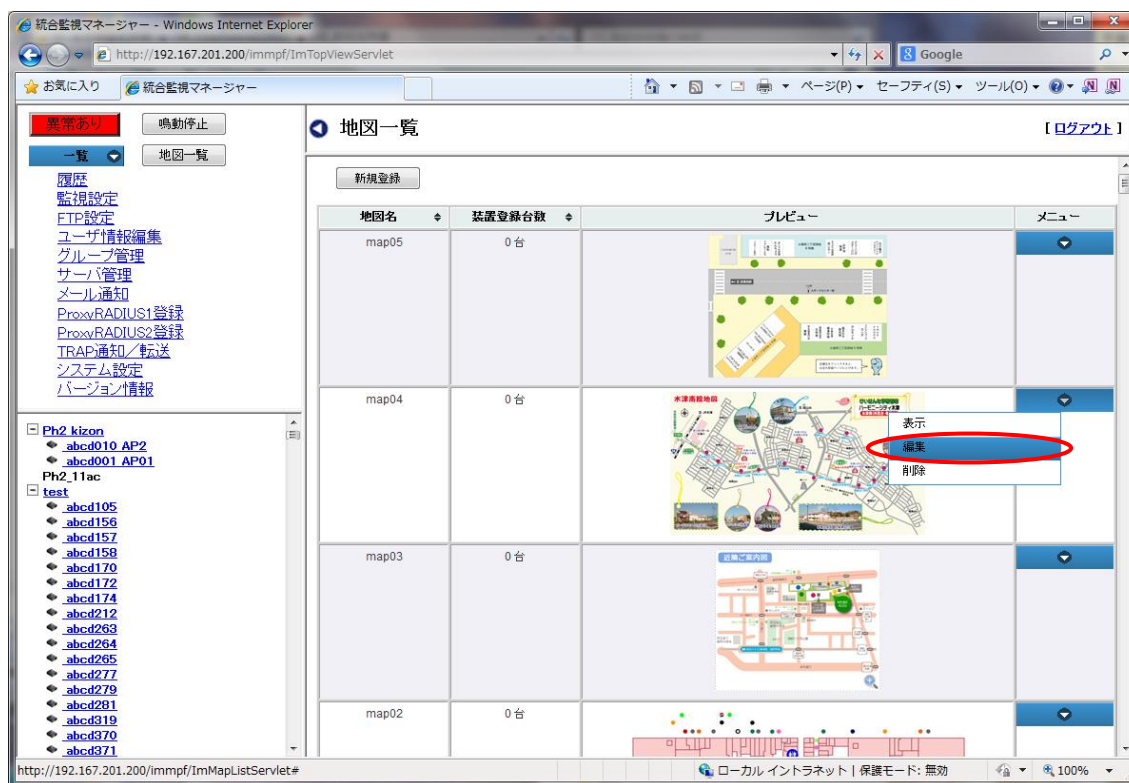 統合監視マネージャー - Windows Internet Explorer
http://192.167.201.200/immpf/ImTopViewServlet
Google
お気に入り
統合監視マネージャー
ページ(P)
セーフティ(S)
ツール(O)
異常あり
鳴動停止
一覧
地図一覧
履歴
監視設定
FTP設定
ユーザ情報編集
グループ管理
サーバ管理
メール通知
ProxyRADIUS1登録
ProxyRADIUS2登録
TRAP通知／転送
システム設定
バージョン情報
Ph2 kizon
abcd010 AP2
abcd001 AP01
Ph2_11ac
test
abcd105
abcd156
abcd157
abcd158
abcd170
abcd172
abcd174
abcd212
abcd263
abcd264
abcd265
abcd277
abcd279
abcd281
abcd319
abcd370
abcd371
地図一覧
[ ログアウト ]
新規登録
地図名 装置登録台数 プレビュー メニュー
map05 0 台
map04 0 台
木津南館地図
表示
編集
削除
map03 0 台
近隣ご案内図
map02 0 台
http://192.167.201.200/immpf/ImMapListServlet#
ローカル イントラネット | 保護モード: 無効
100%